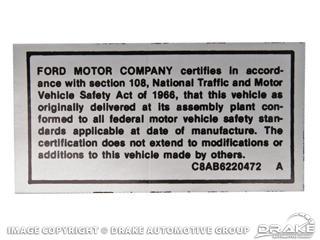 FORD MOTOR COMPANY certifies in accord-
ance with section 108, National Traffic and Motor
Vehicle Safety Act of 1966, that this vehicle as
originally delivered at its assembly plant con-
formed to all federal motor vehicle safety stan-
dards applicable at date of manufacture. The
certification does not extend to modifications or
additions to this vehicle made by others.
C8AB6220472 A
IMAGE COPYRIGHT © DRAKE AUTOMOTIVE GROUP
DRAKE
AUTOMOTIVE GROUP